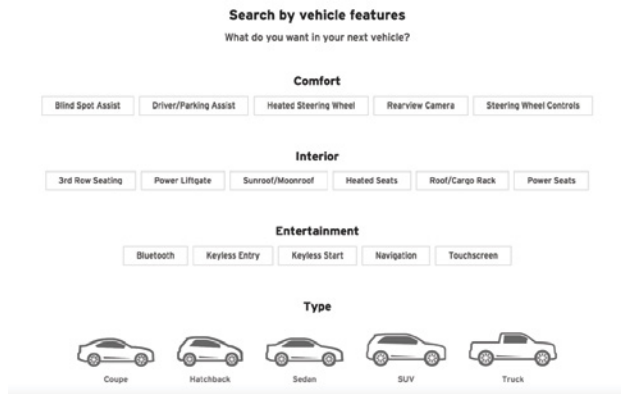 Search by vehicle features
What do you want in your next vehicle?
Comfort
Blind Spot Assist Driver/Parking Assist Heated Steering Wheel Rearview Camera Steering Wheel Controls
Interior
3rd Row Seating Power Liftgate Sunroof/Moonroof Heated Seats Roof/Cargo Rack Power Seats
Entertainment
Bluetooth Keyless Entry Keyless Start Navigation Touchscreen
Type
Coupe Hatchback Sedan SUV Truck